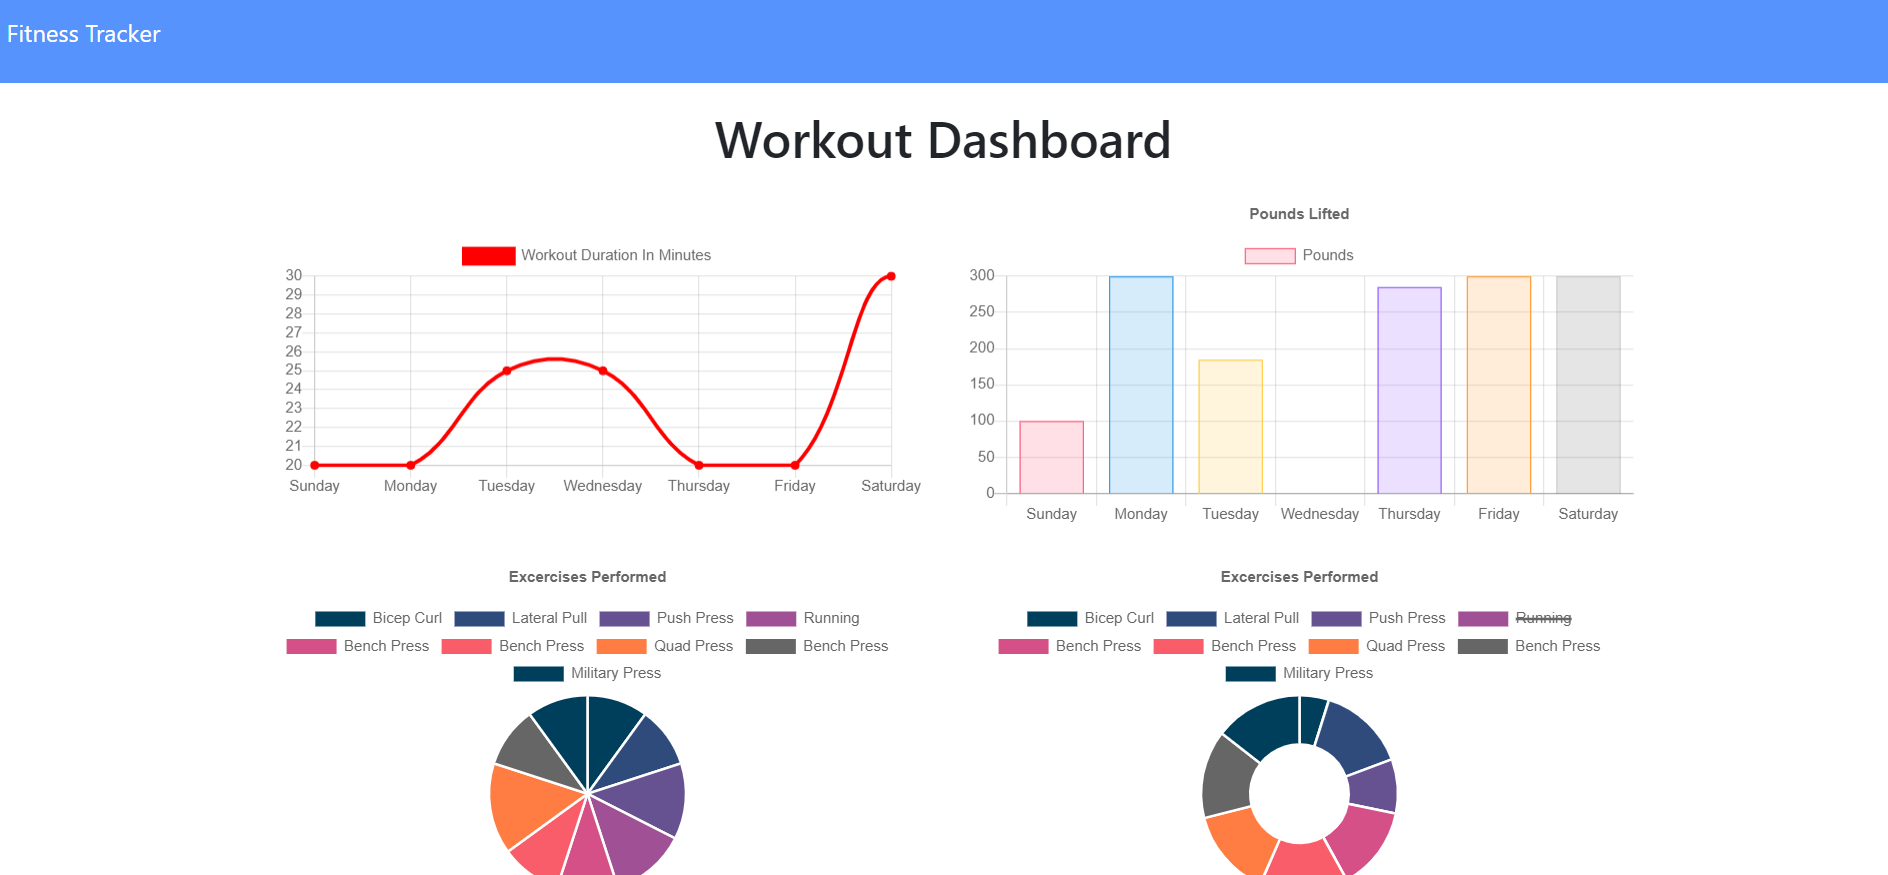 Fitness Tracker
Workout Dashboard
Workout Duration In Minutes
30
29
28
27
26
25
24
23
22
21
20
Sunday Monday Tuesday Wednesday Thursday Friday Saturday
Pounds Lifted
Pounds
300
250
200
150
100
50
0
Sunday Monday Tuesday Wednesday Thursday Friday Saturday
Excercises Performed
Bicep Curl Lateral Pull Push Press Running
Bench Press Bench Press Quad Press Bench Press
Military Press
Excercises Performed
Bicep Curl Lateral Pull Push Press Running
Bench Press Bench Press Quad Press Bench Press
Military Press